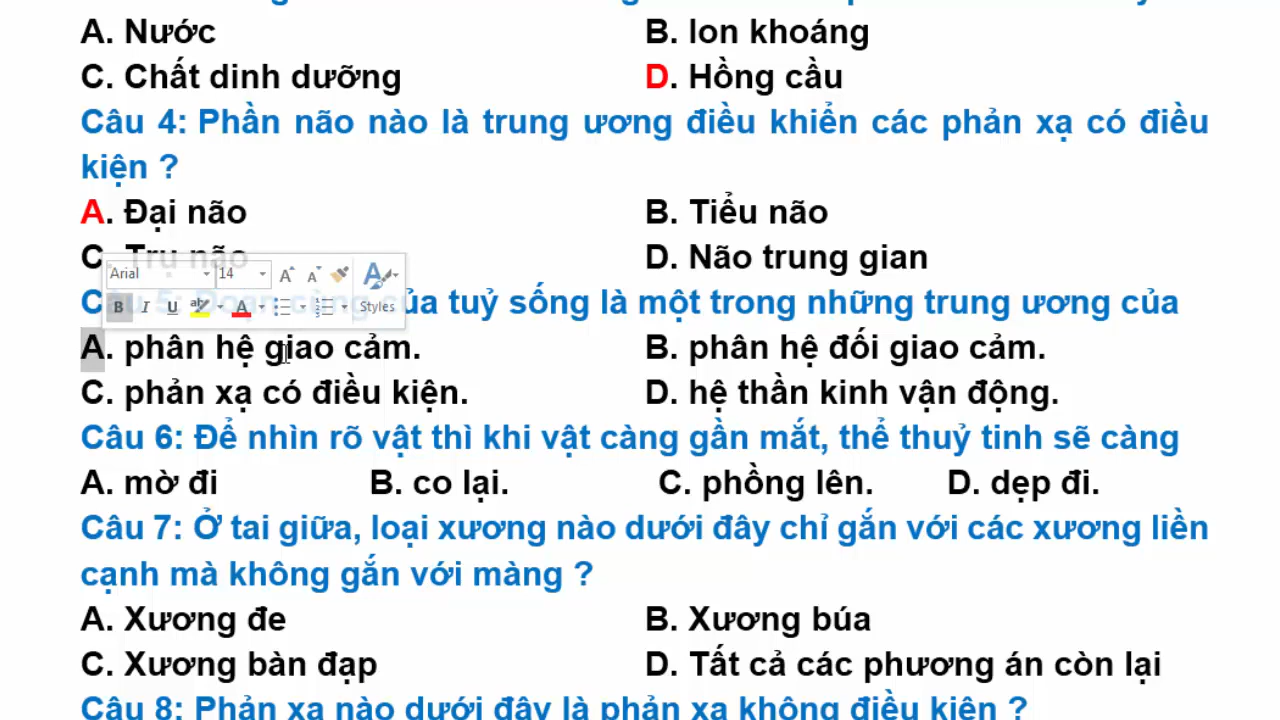 A. Nước B. Ion khoáng
C. Chất dinh dưỡng D. Hồng cầu
Câu 4: Phần não nào là trung ương điều khiển các phản xạ có điều
kiện ?
A. Đại não B. Tiểu não
C. Trụ não D. Não trung gian
Arial 14
Câu 5: Đoạn cùng của tuỷ sống là một trong những trung ương của
B I U ab A Styles
A. phân hệ giao cảm. B. phân hệ đối giao cảm.
C. phản xạ có điều kiện. D. hệ thần kinh vận động.
Câu 6: Để nhìn rõ vật thì khi vật càng gần mắt, thể thuỷ tinh sẽ càng
A. mờ đi B. co lại. C. phồng lên. D. dẹp đi.
Câu 7: Ở tai giữa, loại xương nào dưới đây chỉ gắn với các xương liền
cạnh mà không gắn với màng ?
A. Xương đe B. Xương búa
C. Xương bàn đạp D. Tất cả các phương án còn lại
Câu 8: Phản xạ nào dưới đây là phản xạ không điều kiện ?